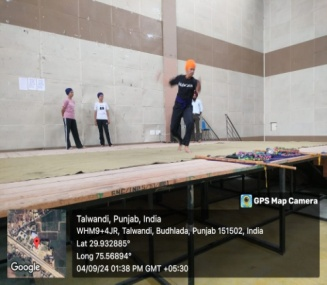 GPS Map Camera
Talwandi, Punjab, India
WHM9+4JR, Talwandi, Budhlada, Punjab 151502, India
Lat 29.932885°
Long 75.56894°
04/09/24 01:38 PM GMT +05:30
Google